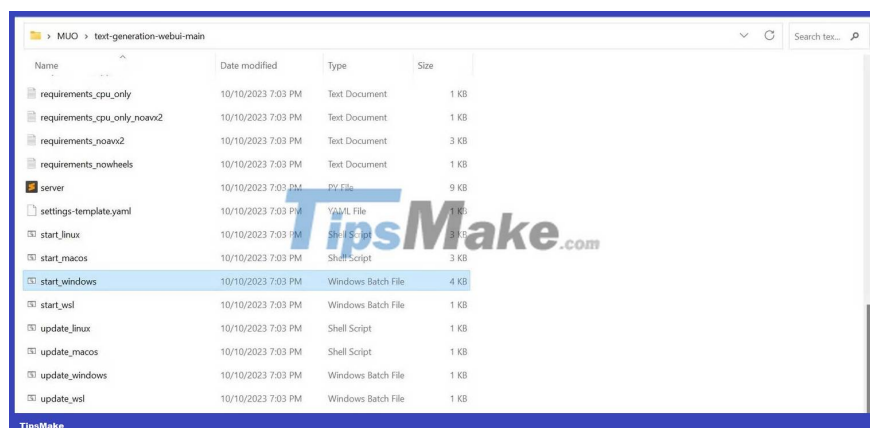 MUO > text-generation-webui-main
Search tex...
Name Date modified Type Size
requirements_cpu_only 10/10/2023 7:03 PM Text Document 1 KB
requirements_cpu_only_noavx2 10/10/2023 7:03 PM Text Document 1 KB
requirements_noavx2 10/10/2023 7:03 PM Text Document 3 KB
requirements_nowheels 10/10/2023 7:03 PM Text Document 1 KB
server 10/10/2023 7:03 PM PY File 9 KB
settings-template.yaml 10/10/2023 7:03 PM YAML File 1 KB
start_linux 10/10/2023 7:03 PM Shell Script 3 KB
TipsMake.com
start_macos 10/10/2023 7:03 PM Shell Script 3 KB
start_windows 10/10/2023 7:03 PM Windows Batch File 4 KB
start_wsl 10/10/2023 7:03 PM Windows Batch File 1 KB
update_linux 10/10/2023 7:03 PM Shell Script 1 KB
update_macos 10/10/2023 7:03 PM Shell Script 1 KB
update_windows 10/10/2023 7:03 PM Windows Batch File 1 KB
update_wsl 10/10/2023 7:03 PM Windows Batch File 1 KB
TipsMake